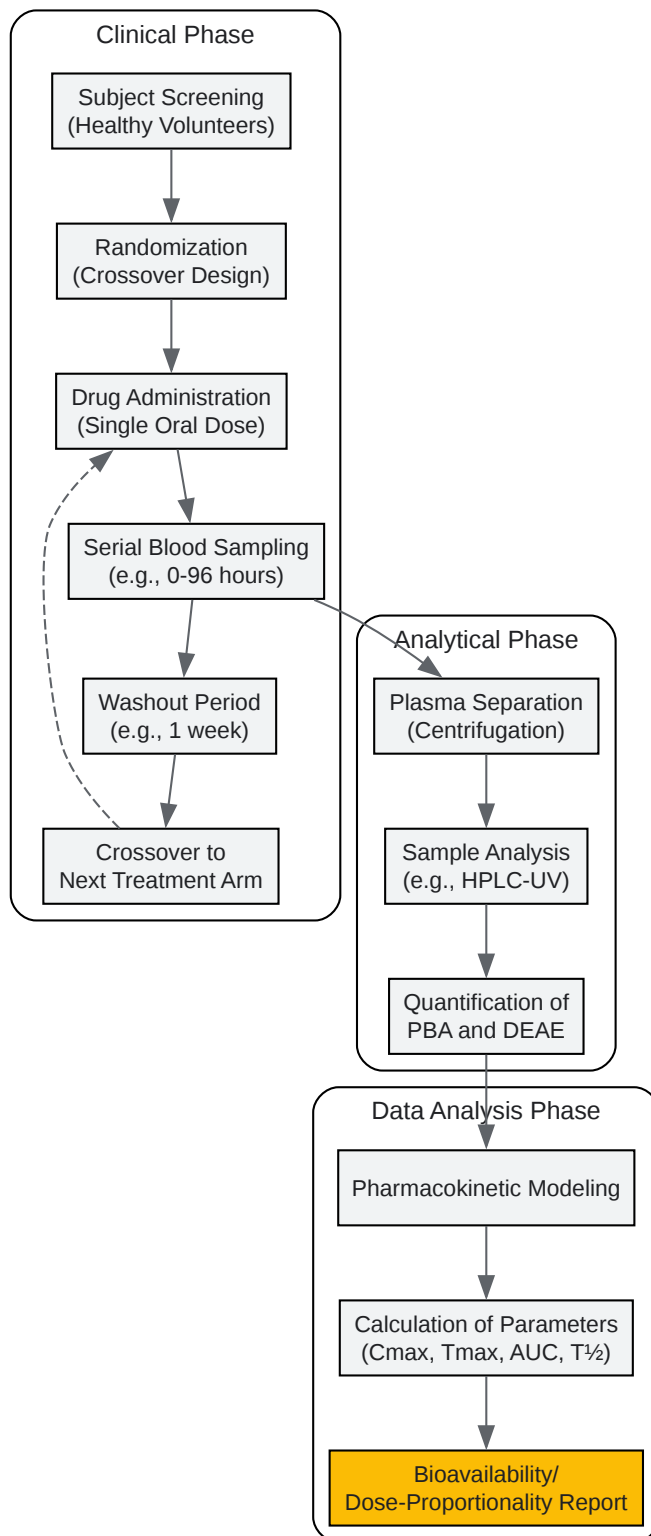 Clinical Phase
Subject Screening
(Healthy Volunteers)
Randomization
(Crossover Design)
Drug Administration
(Single Oral Dose)
Serial Blood Sampling
(e.g., 0-96 hours)
Washout Period
(e.g., 1 week)
Crossover to
Next Treatment Arm
Analytical Phase
Plasma Separation
(Centrifugation)
Sample Analysis
(e.g., HPLC-UV)
Quantification of
PBA and DEAE
Data Analysis Phase
Pharmacokinetic Modeling
Calculation of Parameters
(Cmax, Tmax, AUC, T½)
Bioavailability/
Dose-Proportionality Report